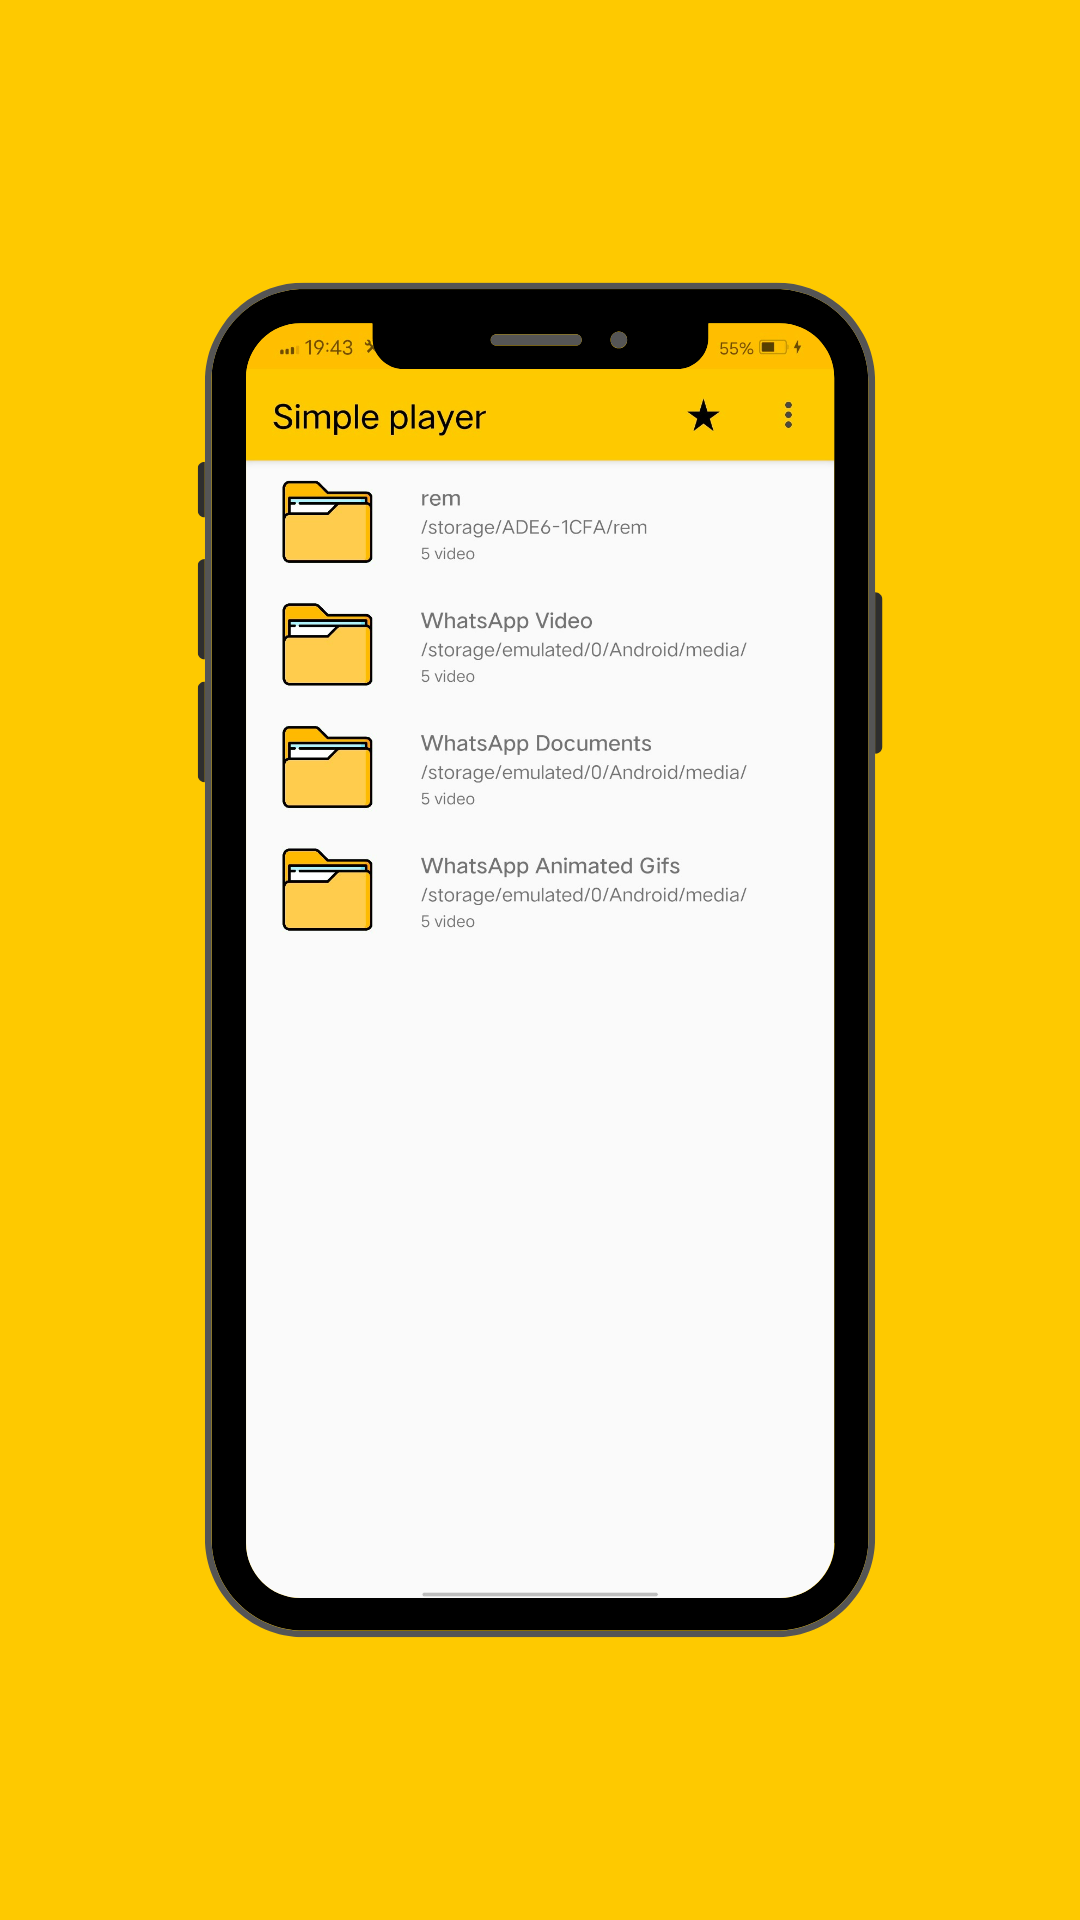 19:43
55%
Simple player
rem
/storage/ADE6-1CFA/rem
5 video
WhatsApp Video
/storage/emulated/0/Android/media/
5 video
WhatsApp Documents
/storage/emulated/0/Android/media/
5 video
WhatsApp Animated Gifs
/storage/emulated/0/Android/media/
5 video